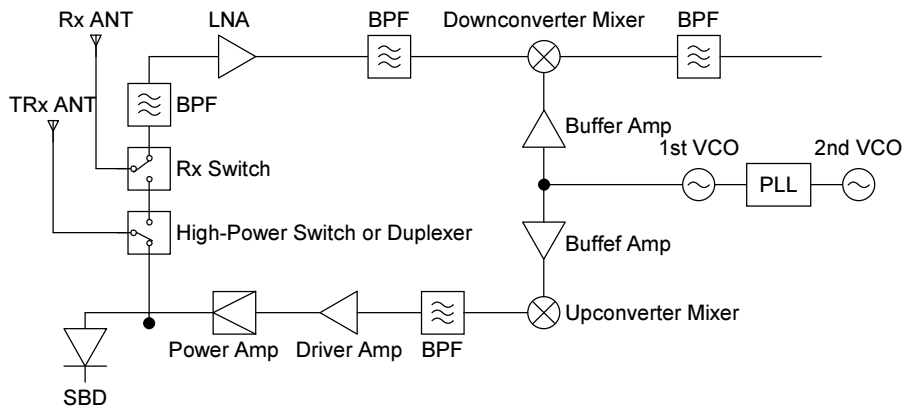 Rx ANT
LNA
BPF
Downconverter Mixer
BPF
TRx ANT
BPF
Buffer Amp
1st VCO
2nd VCO
Rx Switch
PLL
High-Power Switch or Duplexer
Buffef Amp
Upconverter Mixer
Power Amp
Driver Amp
BPF
SBD